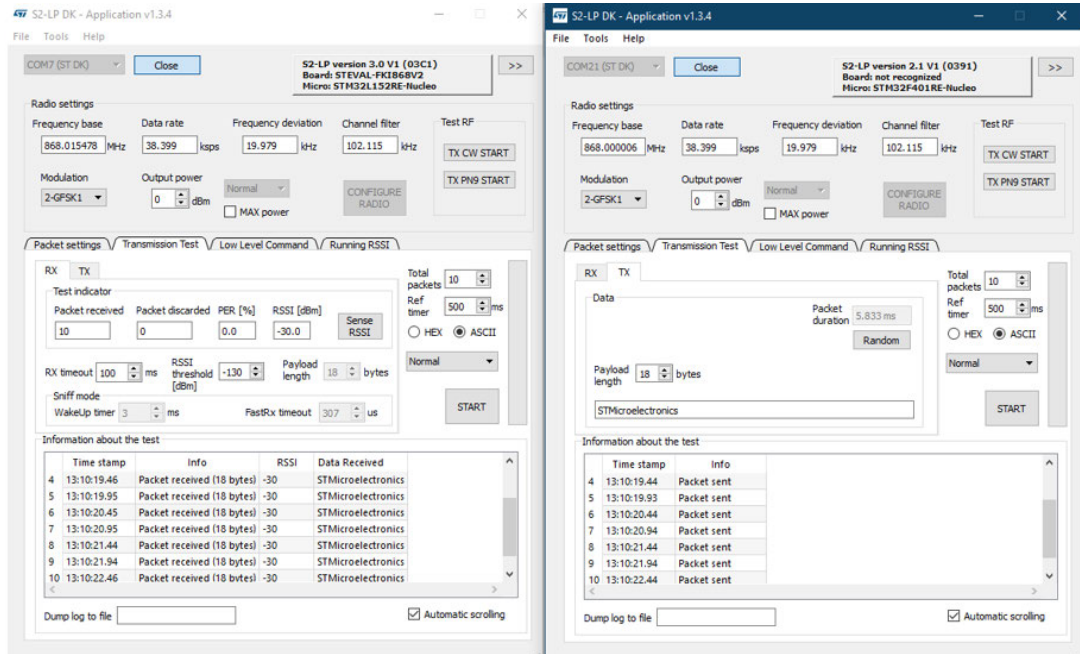 S2-LP DK - Application v1.3.4
File Tools Help
COM7 (ST DK) Close
S2-LP version 3.0 V1 (03C1)
Board: STEVAL-FKI868V2
Micro: STM32L152RE-Nucleo
>>
Radio settings
Frequency base Data rate Frequency deviation Channel filter Test RF
868.015478 MHz 38.399 ksps 19.979 kHz 102.115 kHz TX CW START
Modulation Output power TX PN9 START
2-GFSK1 0 dBm Normal CONFIGURE RADIO
MAX power
Packet settings Transmission Test Low Level Command Running RSSI
RX TX
Test indicator
Packet received Packet discarded PER [%] RSSI [dBm]
10 0 0.0 -30.0 Sense RSSI
RX timeout 100 ms RSSI threshold [dBm] -130 Payload length 18 bytes
Sniff mode
WakeUp timer 3 ms FastRx timeout 307 us
Total packets 10
Ref timer 500 ms
HEX ASCII
Normal
START
Information about the test
Time stamp Info RSSI Data Received
4 13:10:19.46 Packet received (18 bytes) -30 STMicroelectronics
5 13:10:19.95 Packet received (18 bytes) -30 STMicroelectronics
6 13:10:20.45 Packet received (18 bytes) -30 STMicroelectronics
7 13:10:20.95 Packet received (18 bytes) -30 STMicroelectronics
8 13:10:21.44 Packet received (18 bytes) -30 STMicroelectronics
9 13:10:21.94 Packet received (18 bytes) -30 STMicroelectronics
10 13:10:22.46 Packet received (18 bytes) -30 STMicroelectronics
Dump log to file Automatic scrolling
S2-LP DK - Application v1.3.4
File Tools Help
COM21 (ST DK) Close
S2-LP version 2.1 V1 (0391)
Board: not recognized
Micro: STM32F401RE-Nucleo
>>
Radio settings
Frequency base Data rate Frequency deviation Channel filter Test RF
868.000006 MHz 38.399 ksps 19.979 kHz 102.115 kHz TX CW START
Modulation Output power TX PN9 START
2-GFSK1 0 dBm Normal CONFIGURE RADIO
MAX power
Packet settings Transmission Test Low Level Command Running RSSI
RX TX
Data
Packet duration 5.833 ms
Random
Payload length 18 bytes
STMicroelectronics
Total packets 10
Ref timer 500 ms
HEX ASCII
Normal
START
Information about the test
Time stamp Info
4 13:10:19.44 Packet sent
5 13:10:19.93 Packet sent
6 13:10:20.44 Packet sent
7 13:10:20.94 Packet sent
8 13:10:21.44 Packet sent
9 13:10:21.94 Packet sent
10 13:10:22.44 Packet sent
Dump log to file Automatic scrolling